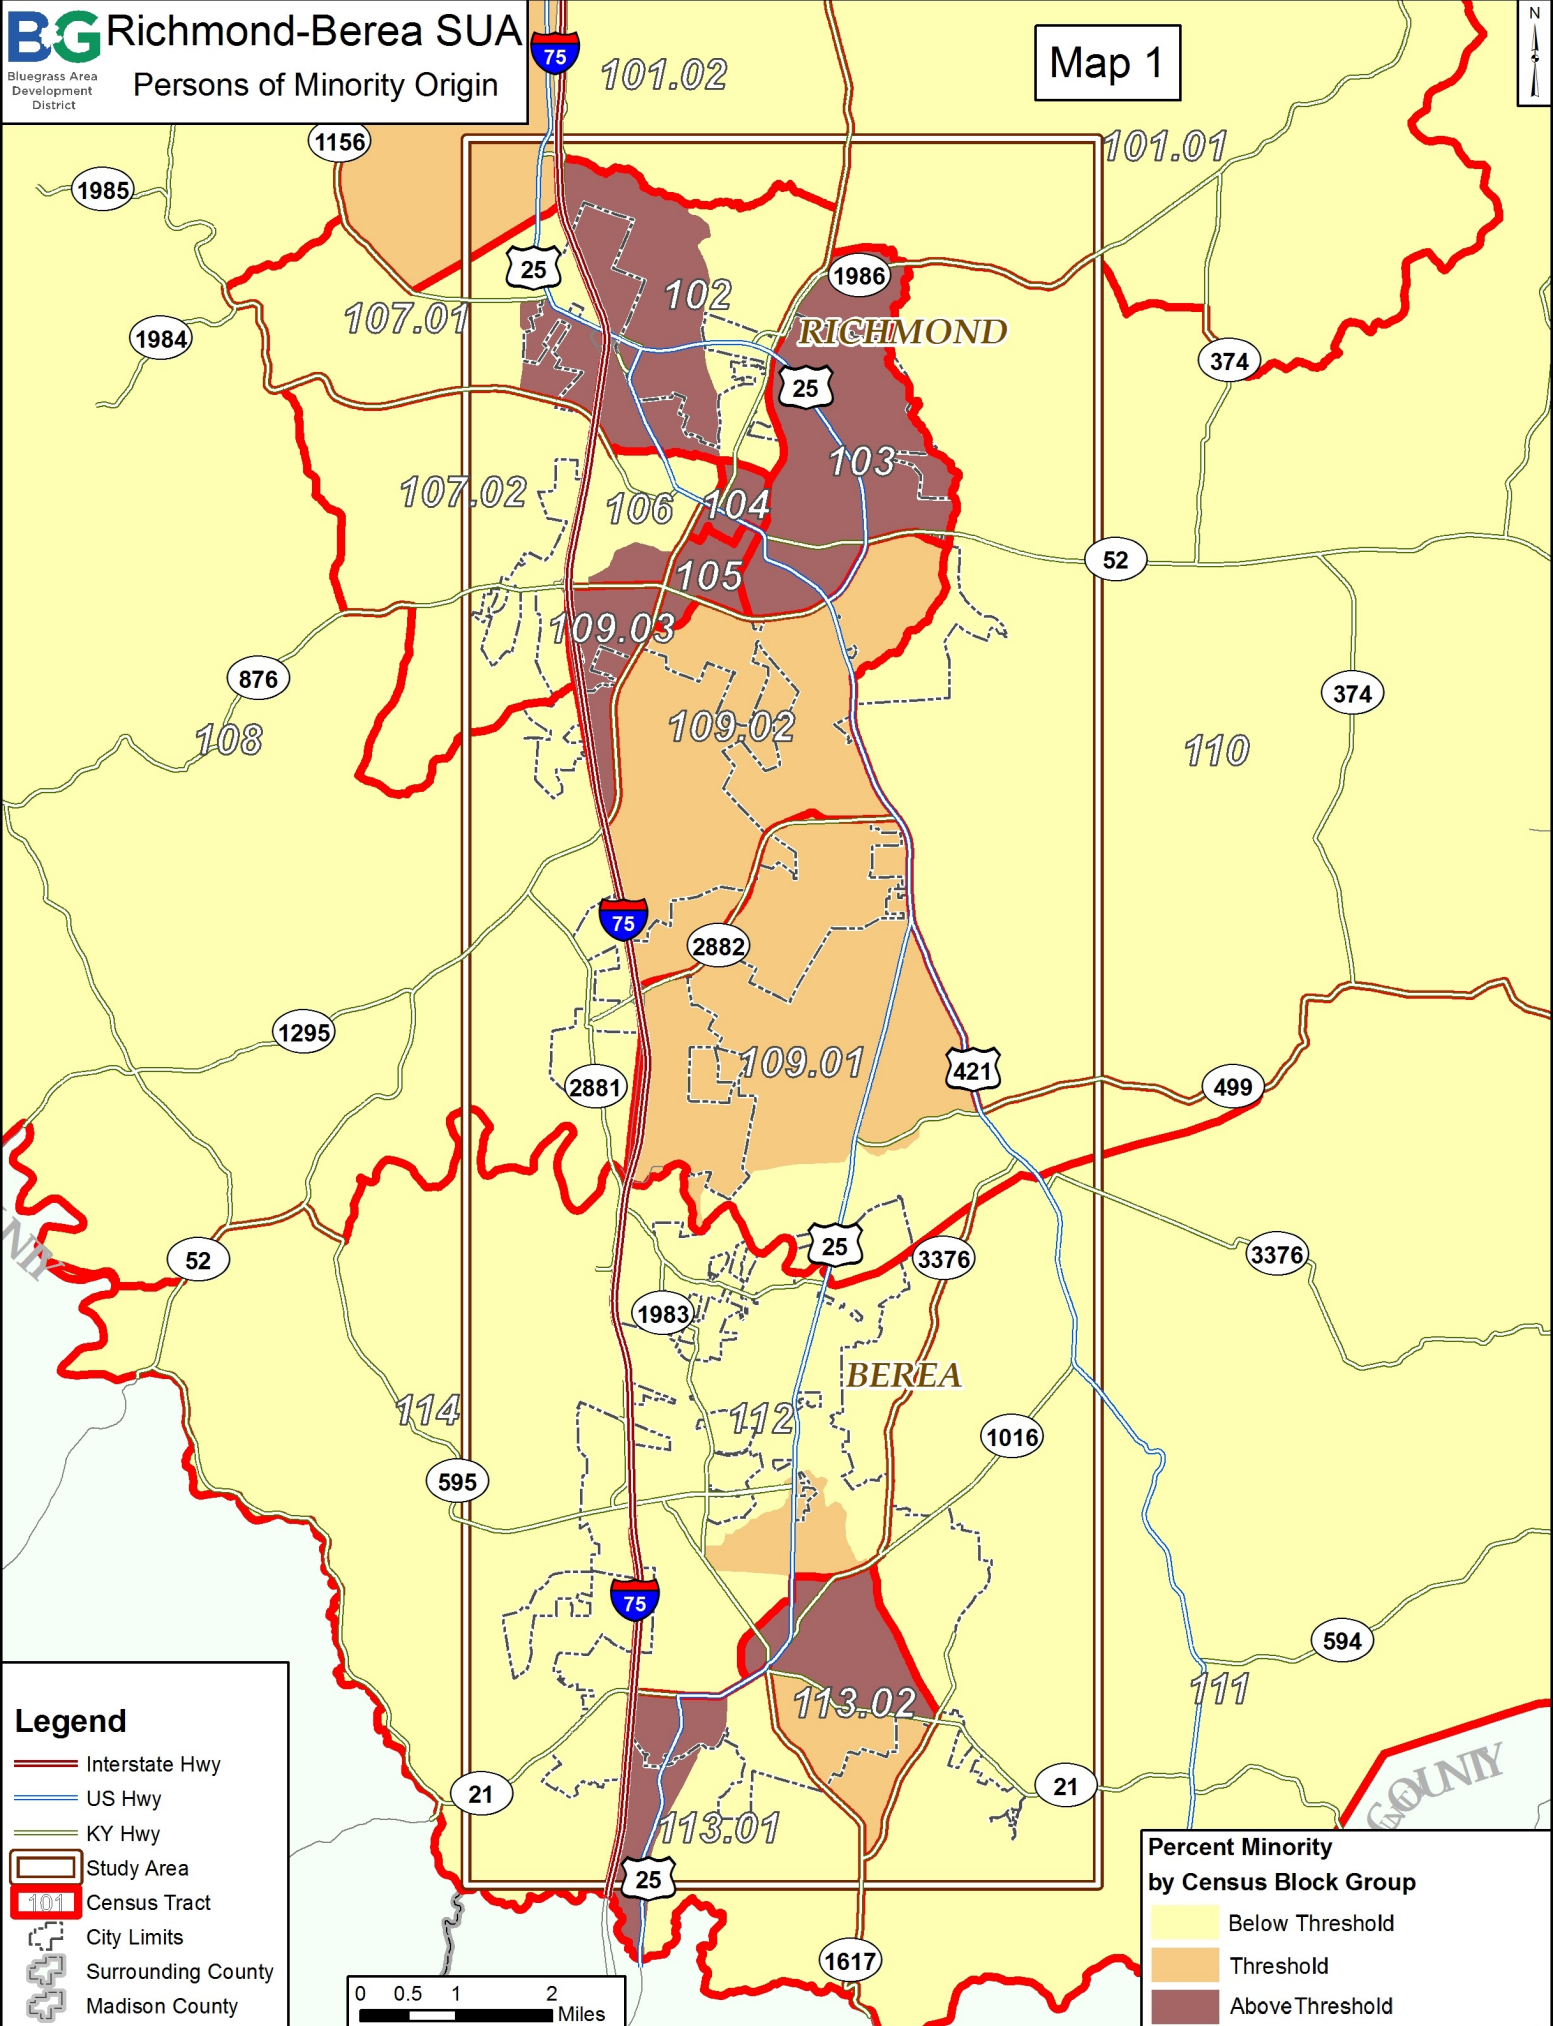 BG
Bluegrass Area
Development
District
Richmond-Berea SUA
Persons of Minority Origin
Map 1
N
75
101.02
1156
101.01
1985
25
1986
102
107.01
RICHMOND
1984
374
25
103
107.02
106
104
52
105
109.03
876
374
109.02
108
110
75
2882
1295
109.01
421
2881
499
25
52
3376
3376
1983
BEREA
114
112
1016
595
75
594
111
113.02
21
21
113.01
COUNTY
25
1617
Legend
Interstate Hwy
US Hwy
KY Hwy
Study Area
101
Census Tract
City Limits
Surrounding County
Madison County
0 0.5 1 2
Miles
Percent Minority
by Census Block Group
Below Threshold
Threshold
Above Threshold